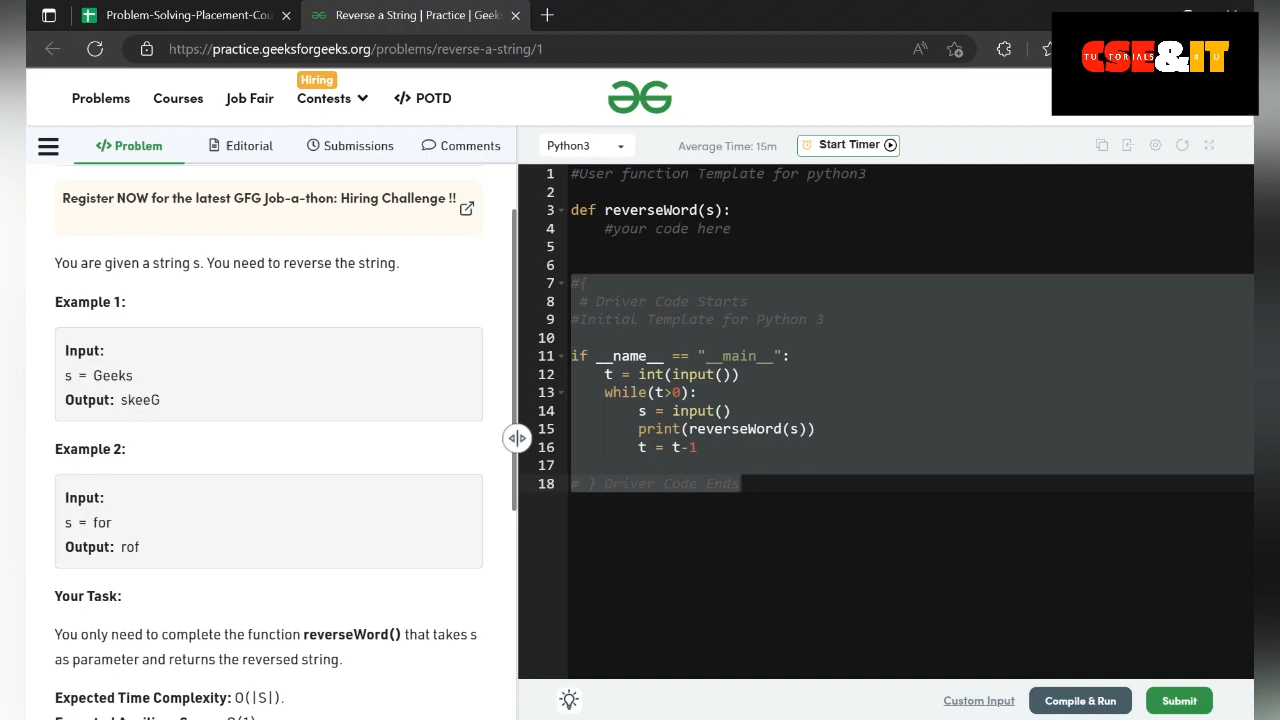 Problem-Solving-Placement-Cou
Reverse a String | Practice | Geek
https://practice.geeksforgeeks.org/problems/reverse-a-string/1
CSE&IT
TUTORIALS 4 U
Hiring
Problems Courses Job Fair Contests </> POTD
</> Problem Editorial Submissions Comments
Python3 Average Time: 15m Start Timer
Register NOW for the latest GFG Job-a-thon: Hiring Challenge !!
You are given a string s. You need to reverse the string.
Example 1:
Input:
s = Geeks
Output: skeeG
Example 2:
Input:
s = for
Output: rof
Your Task:
You only need to complete the function reverseWord() that takes s
as parameter and returns the reversed string.
Expected Time Complexity: O(|S|).
1 #User function Template for python3
2
3 def reverseWord(s):
4 #your code here
5
6
7 #{
8 # Driver Code Starts
9 #Initial Template for Python 3
10
11 if __name__ == "__main__":
12 t = int(input())
13 while(t>0):
14 s = input()
15 print(reverseWord(s))
16 t = t-1
17
18 # } Driver Code Ends
Custom Input Compile & Run Submit